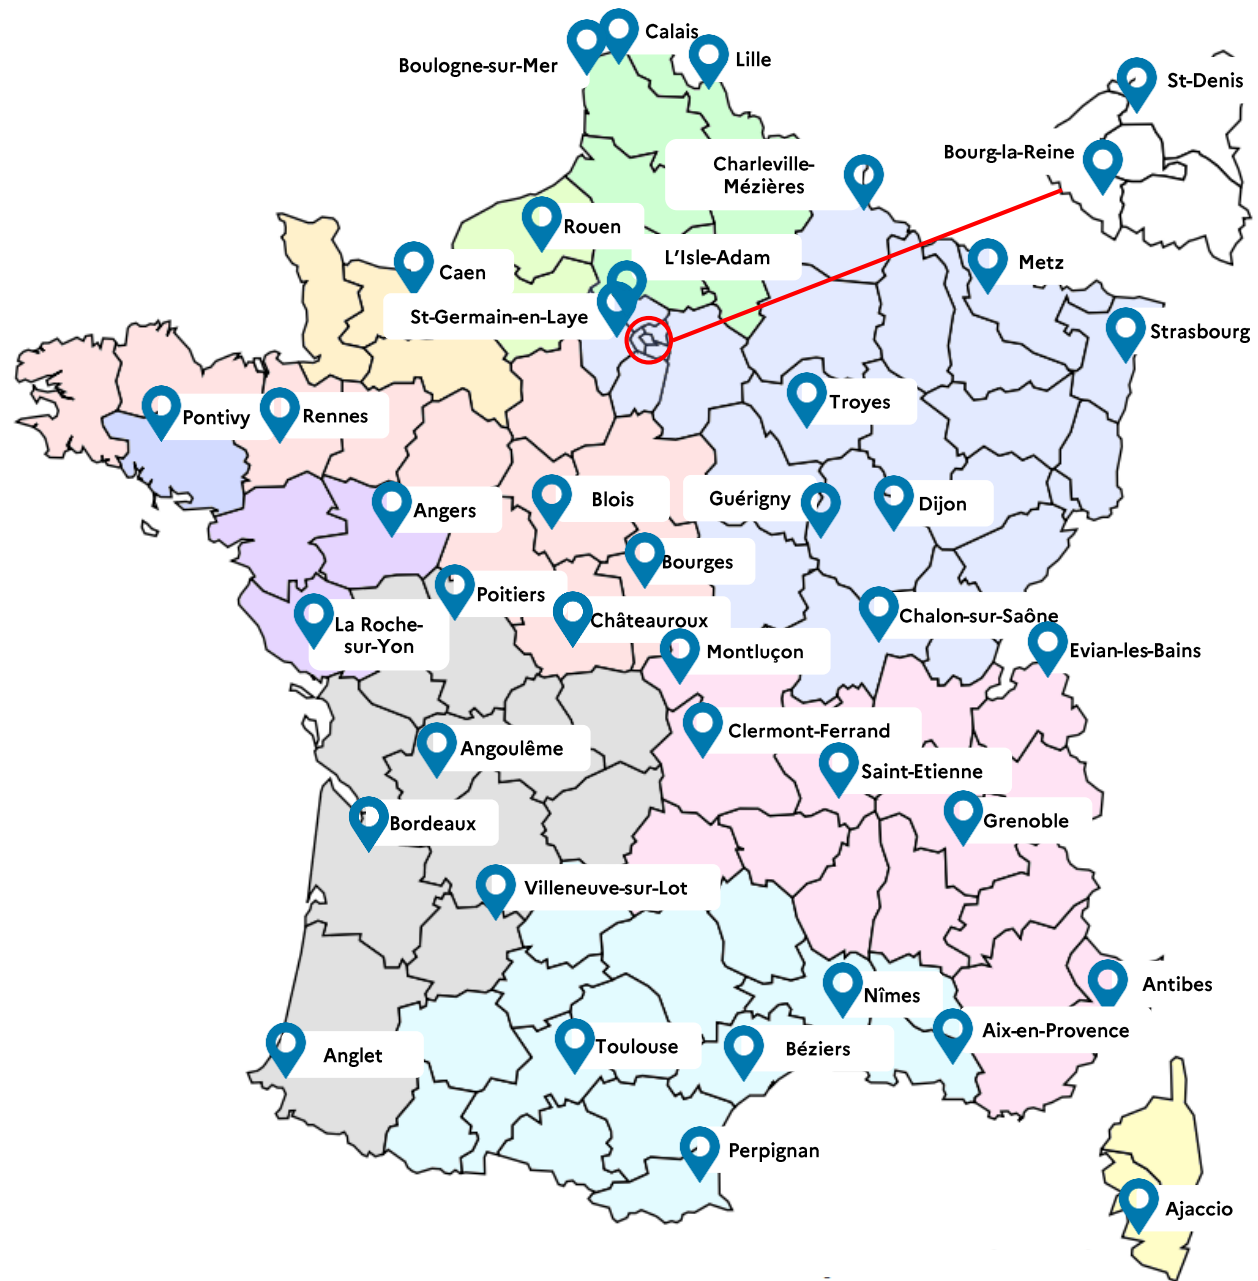 Calais
Boulogne-sur-Mer
Lille
St-Denis
Bourg-la-Reine
Charleville-
Mézières
Rouen
L'Isle-Adam
Caen
Metz
St-Germain-en-Laye
Strasbourg
Troyes
Pontivy
Rennes
Blois
Guérigny
Dijon
Angers
Bourges
Poitiers
Châteauroux
Chalon-sur-Saône
La Roche-
sur-Yon
Montluçon
Evian-les-Bains
Clermont-Ferrand
Angoulême
Saint-Etienne
Grenoble
Bordeaux
Villeneuve-sur-Lot
Antibes
Nîmes
Aix-en-Provence
Toulouse
Béziers
Anglet
Perpignan
Ajaccio